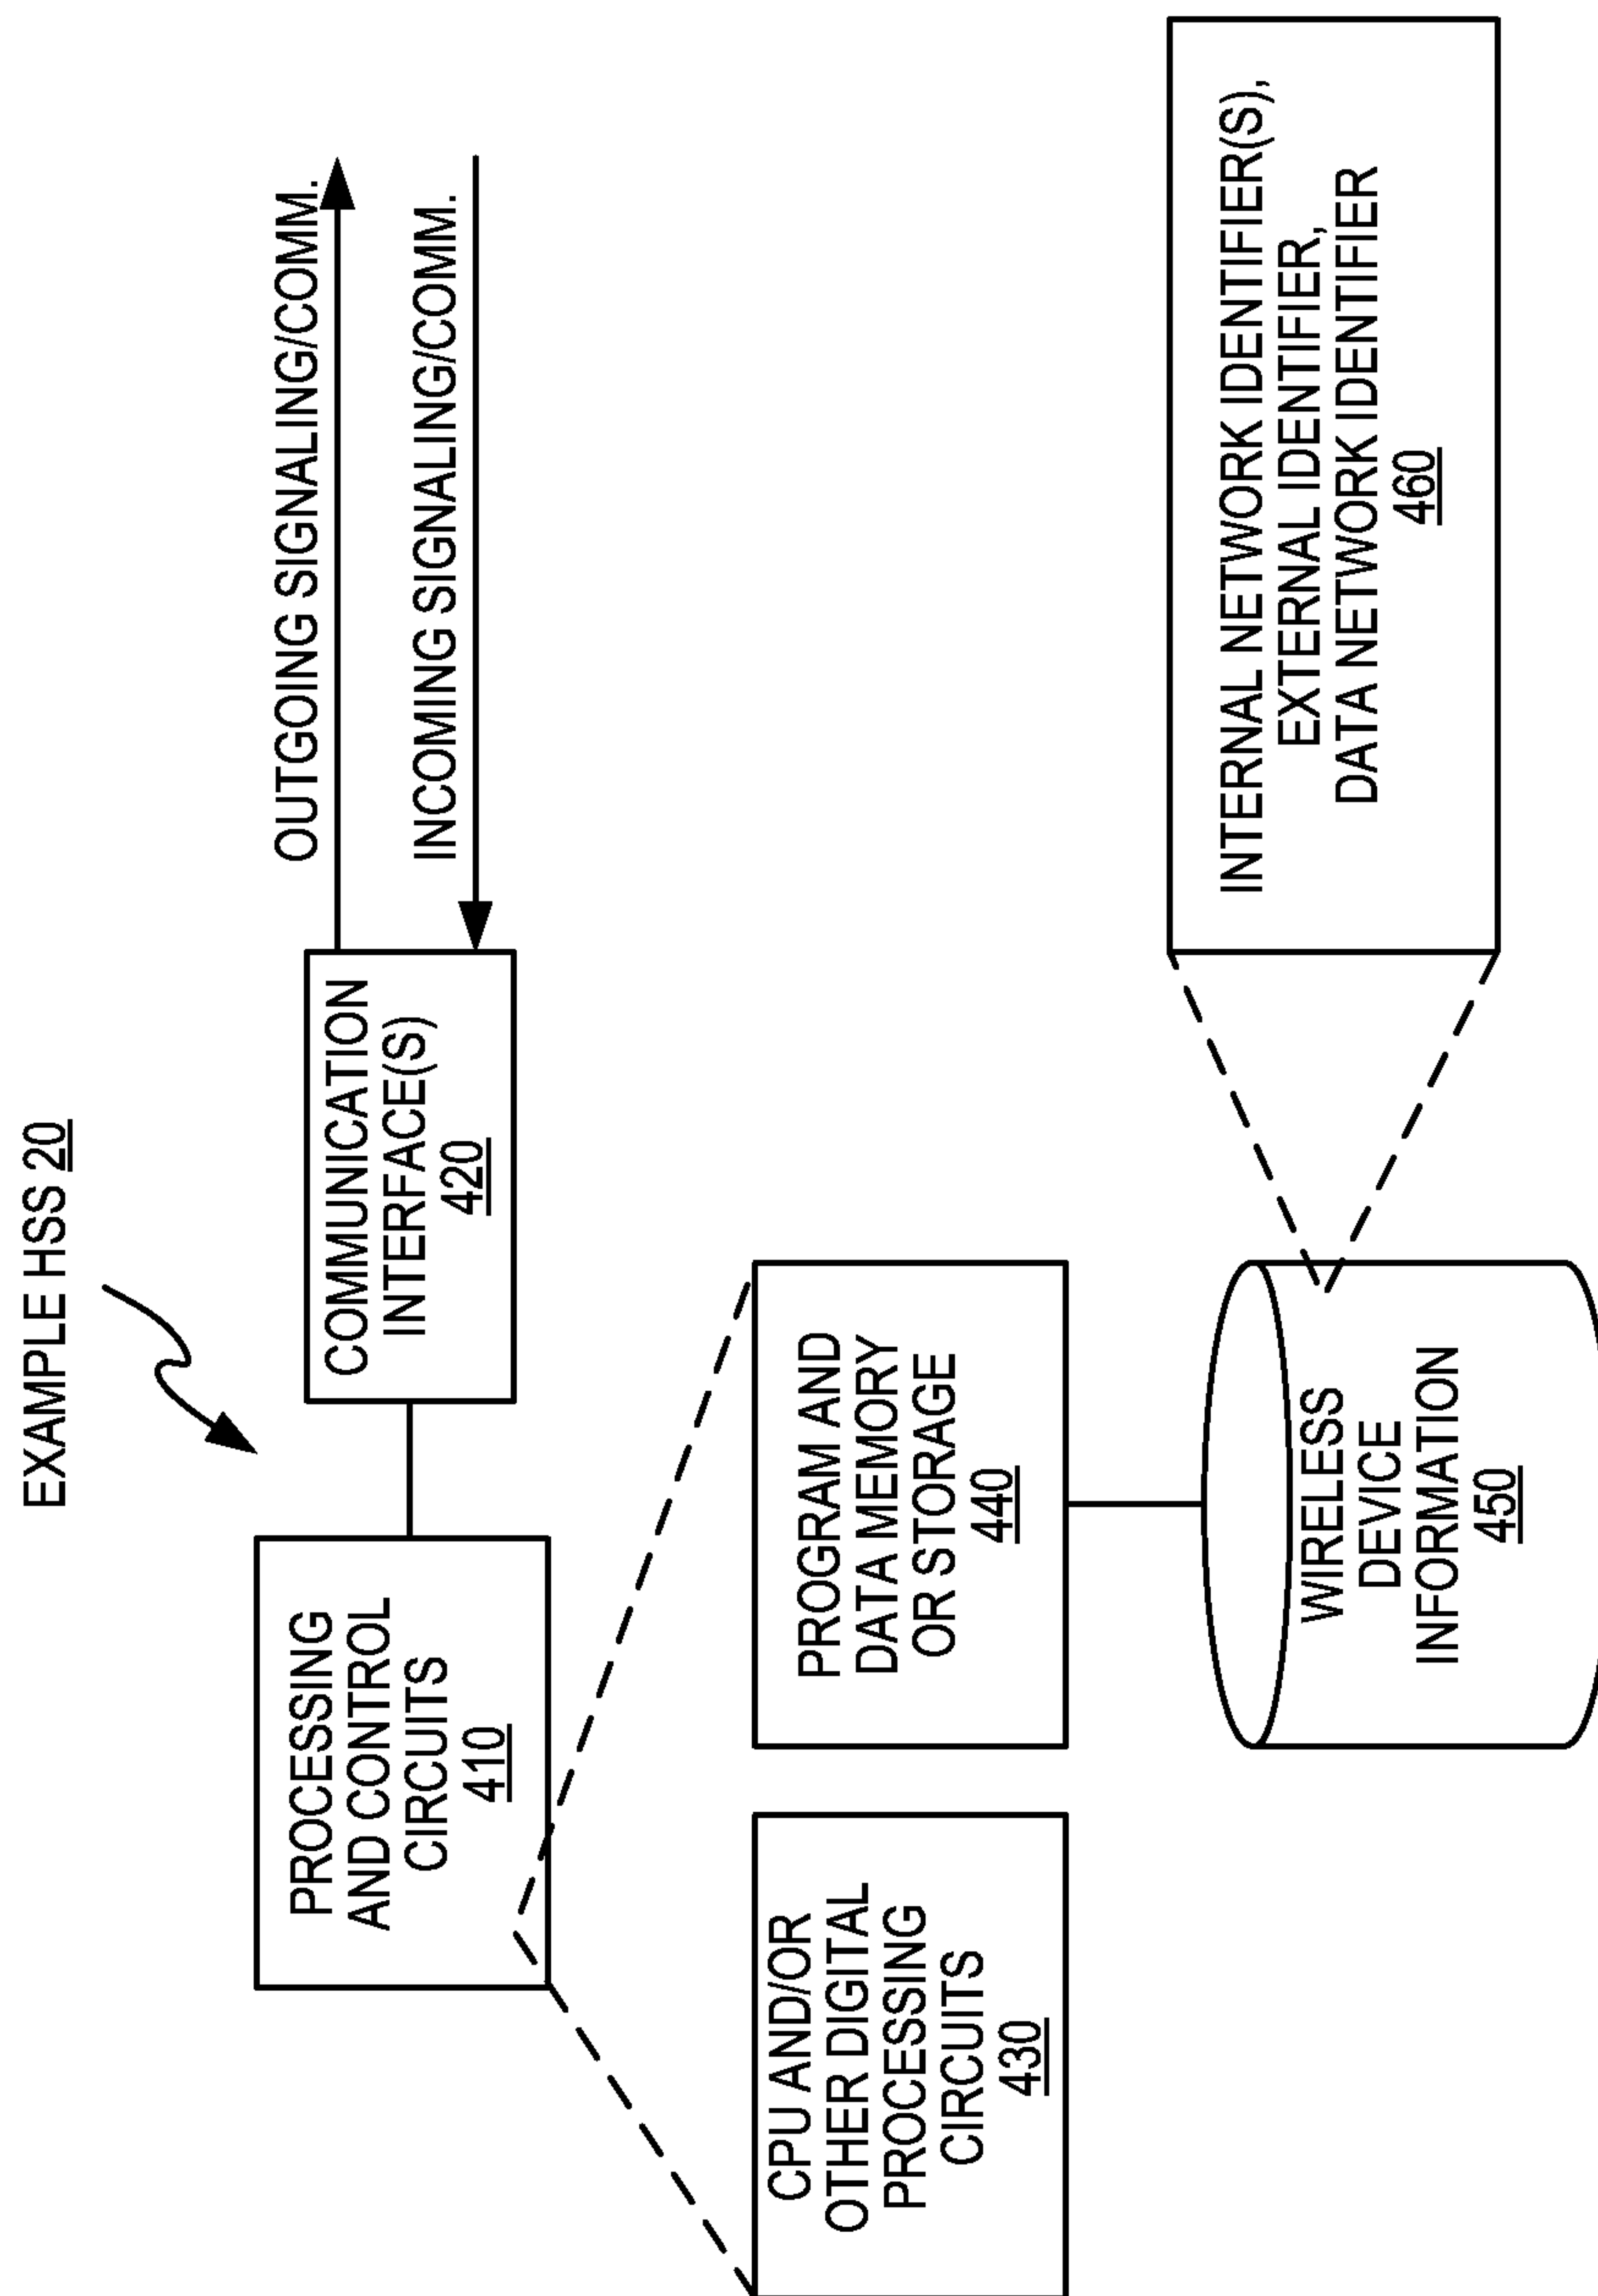 EXAMPLE HSS 20
PROCESSING
AND CONTROL
CIRCUITS
410
COMMUNICATION
INTERFACE(S)
420
OUTGOING SIGNALING/COMM.
INCOMING SIGNALING/COMM.
CPU AND/OR
OTHER DIGITAL
PROCESSING
CIRCUITS
430
PROGRAM AND
DATA MEMORY
OR STORAGE
440
WIRELESS
DEVICE
INFORMATION
450
INTERNAL NETWORK IDENTIFIER(S),
EXTERNAL IDENTIFIER,
DATA NETWORK IDENTIFIER
460